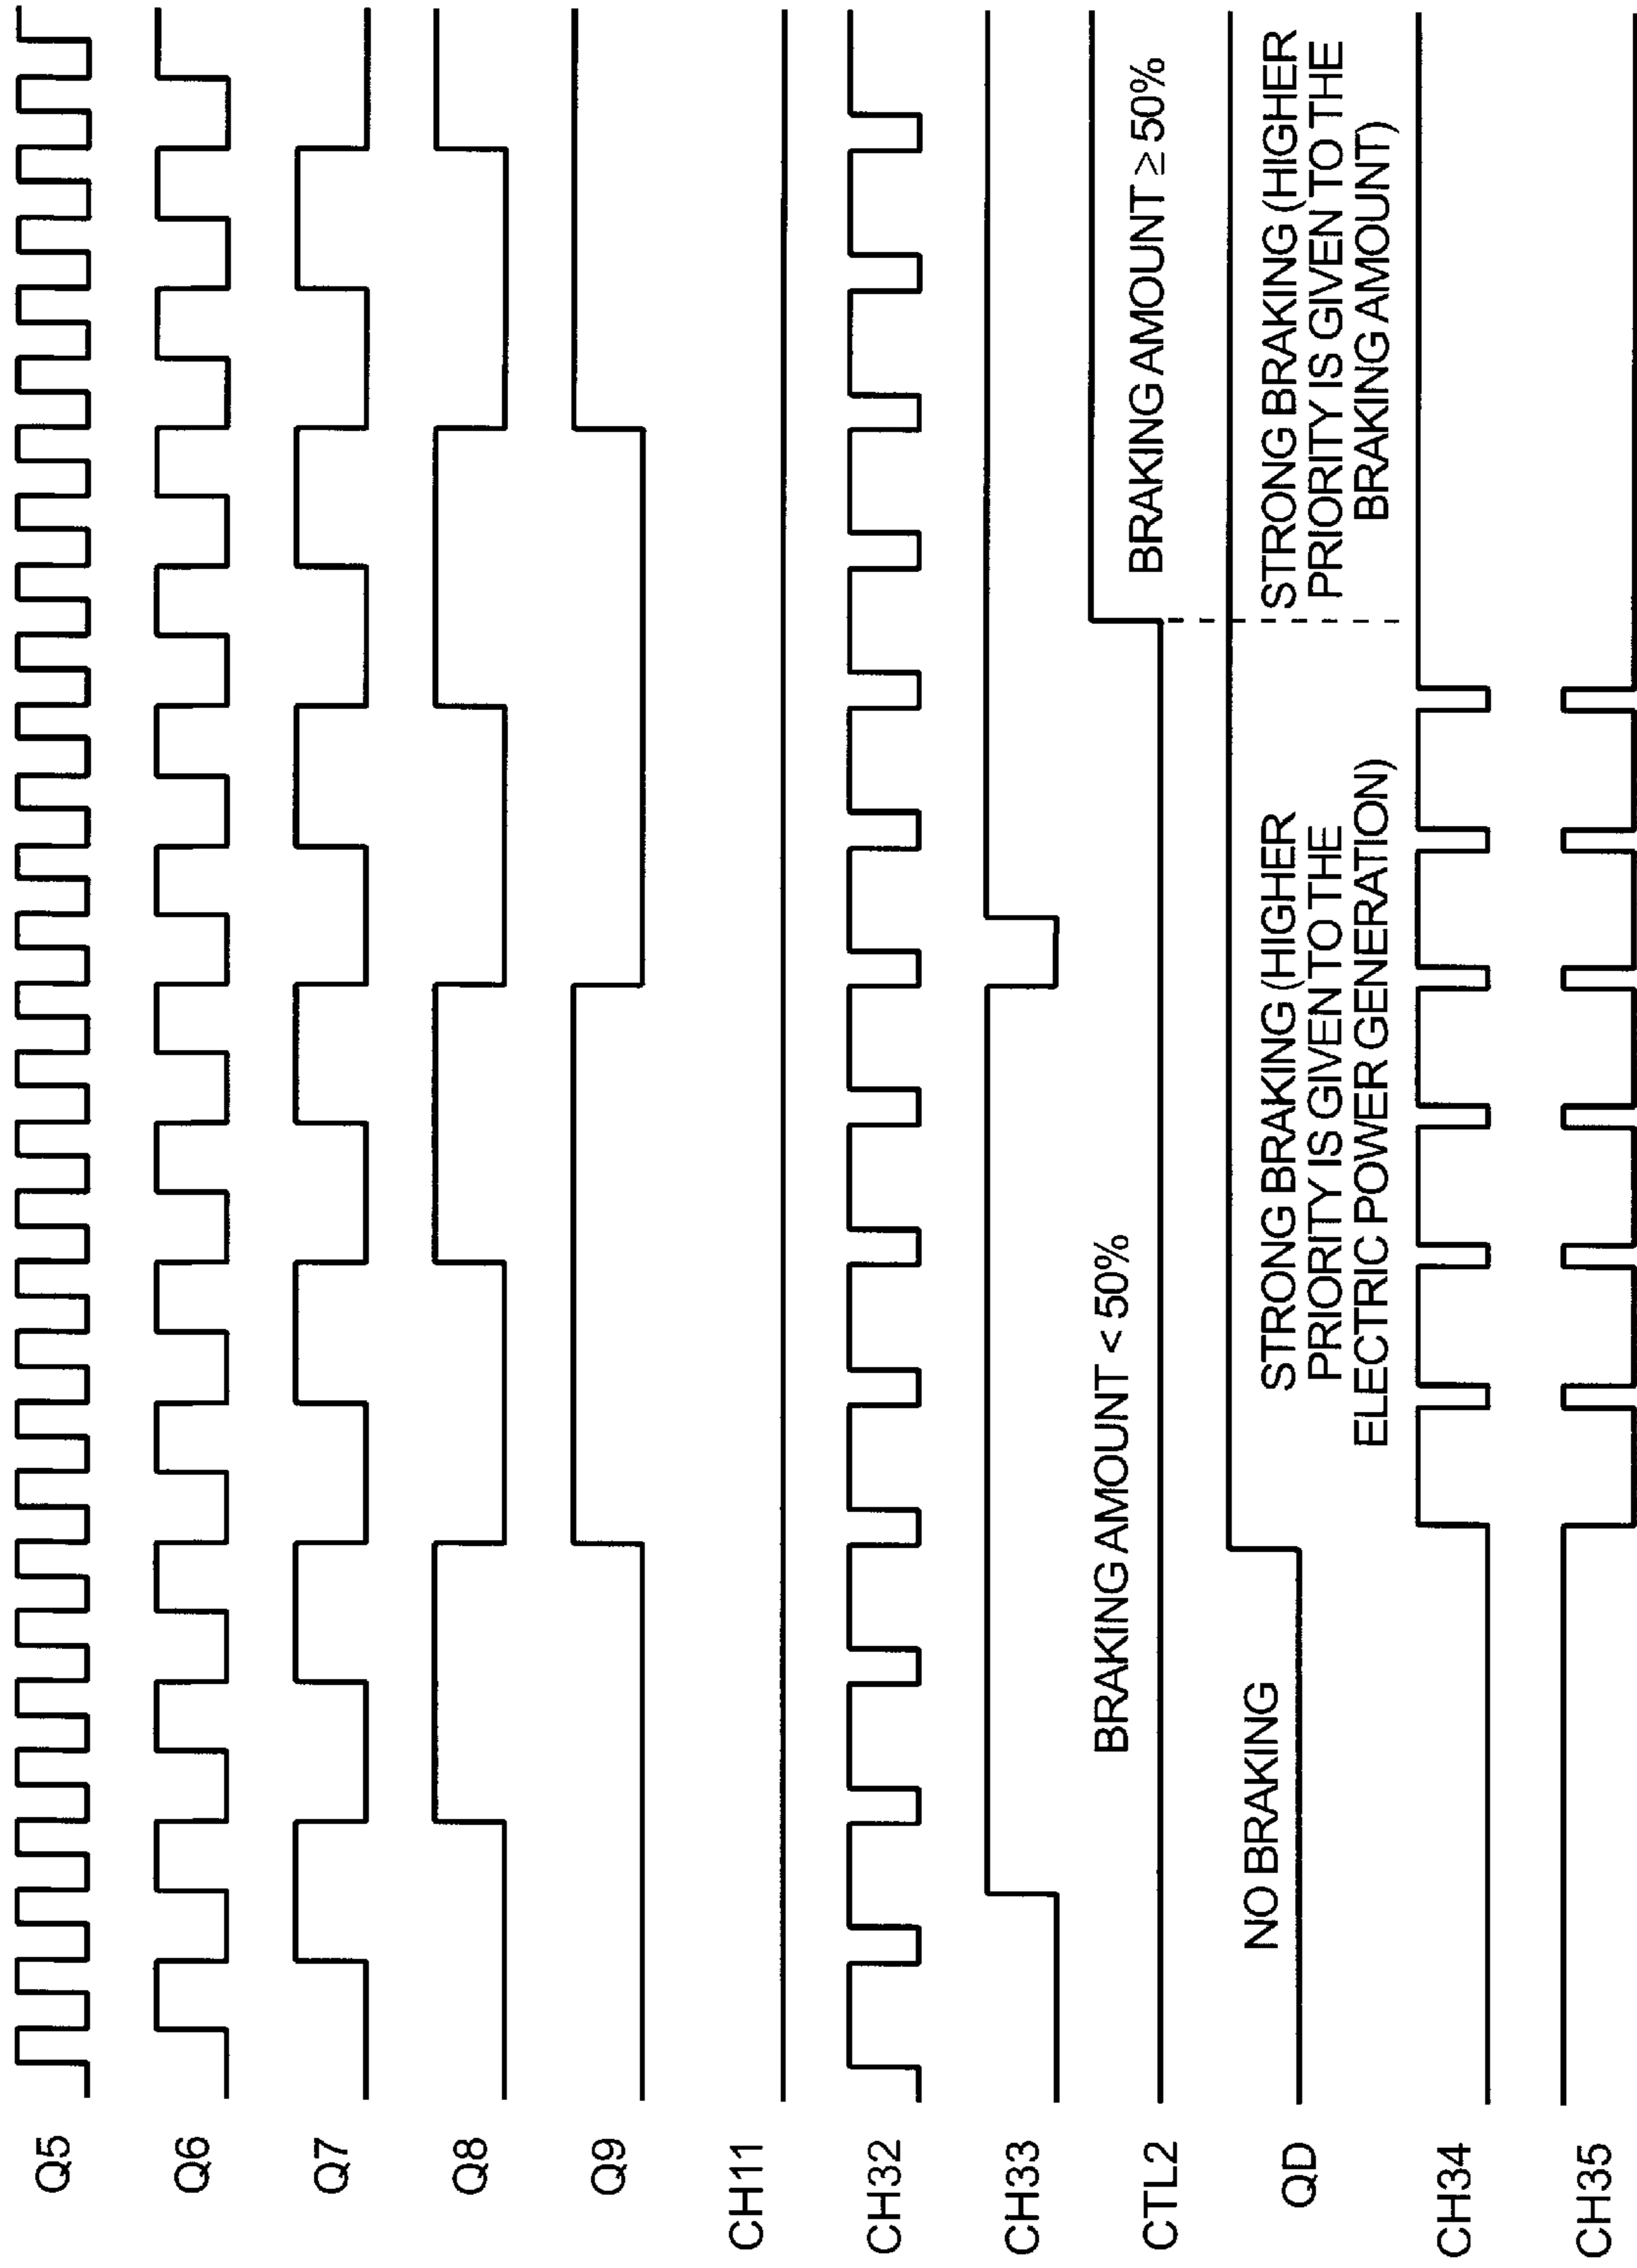 Q5
Q6
Q7
Q8
Q9
CH11
CH32
CH33
CTL2
BRAKING AMOUNT < 50%
BRAKING AMOUNT ≥ 50%
QD
NO BRAKING
STRONG BRAKING (HIGHER
PRIORITY IS GIVEN TO THE
ELECTRIC POWER GENERATION)
STRONG BRAKING (HIGHER
PRIORITY IS GIVEN TO THE
BRAKING AMOUNT)
CH34
CH35